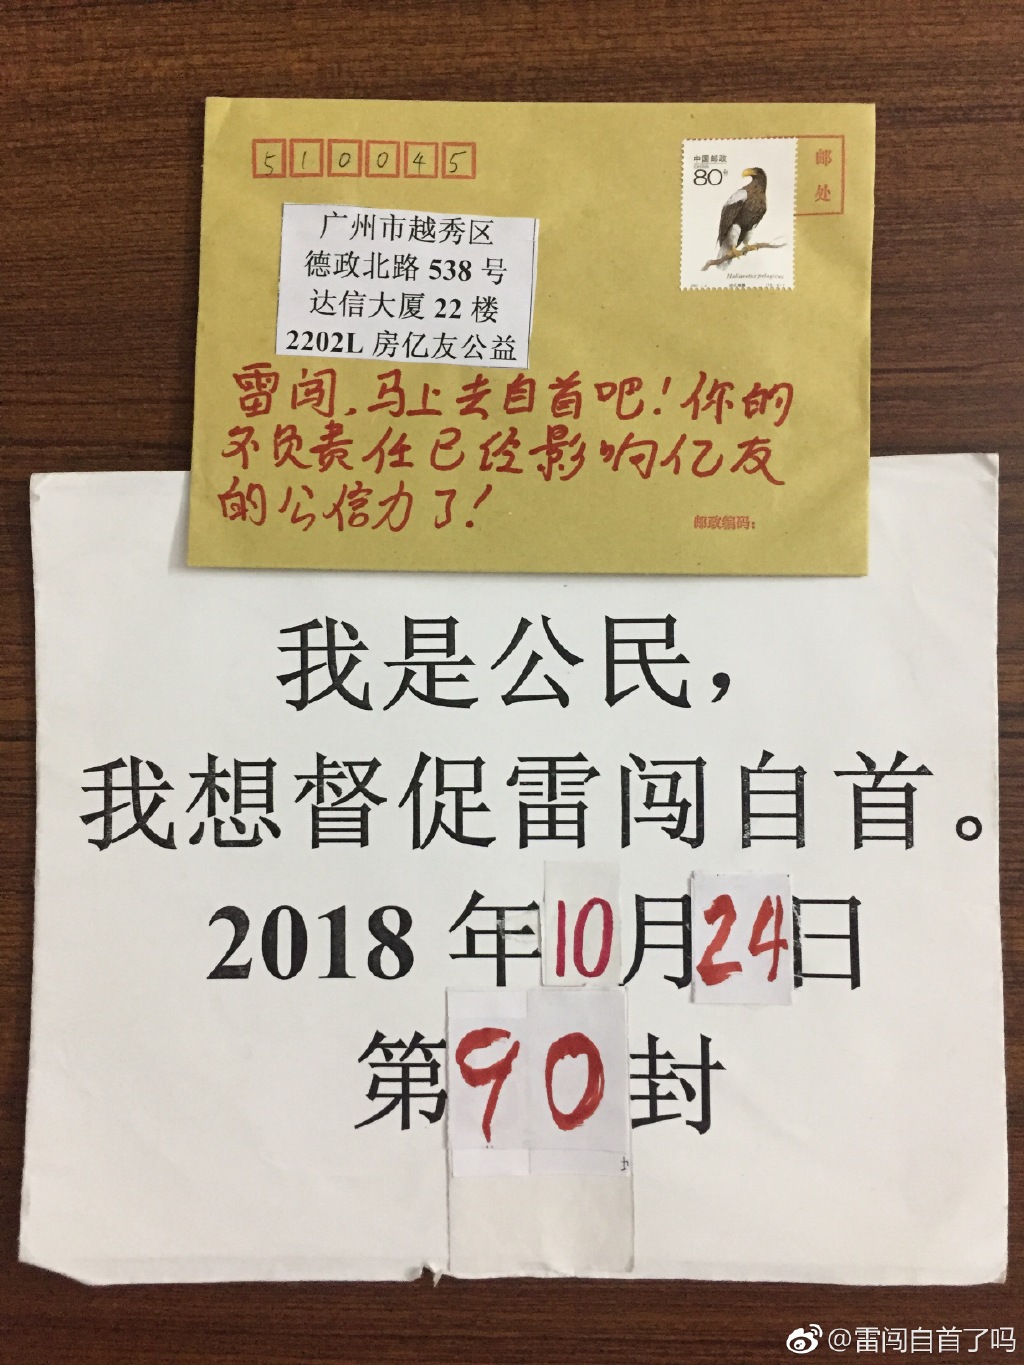 510045
中国邮政
80分
邮
处
广州市越秀区
德政北路 538 号
达信大厦 22 楼
2202L 房亿友公益
雷闯,马上去自首吧!你的
不负责任已经影响亿友
的公信力了!
邮政编码:
我是公民,
我想督促雷闯自首。
2018 年10月24日
第90封
@雷闯自首了吗